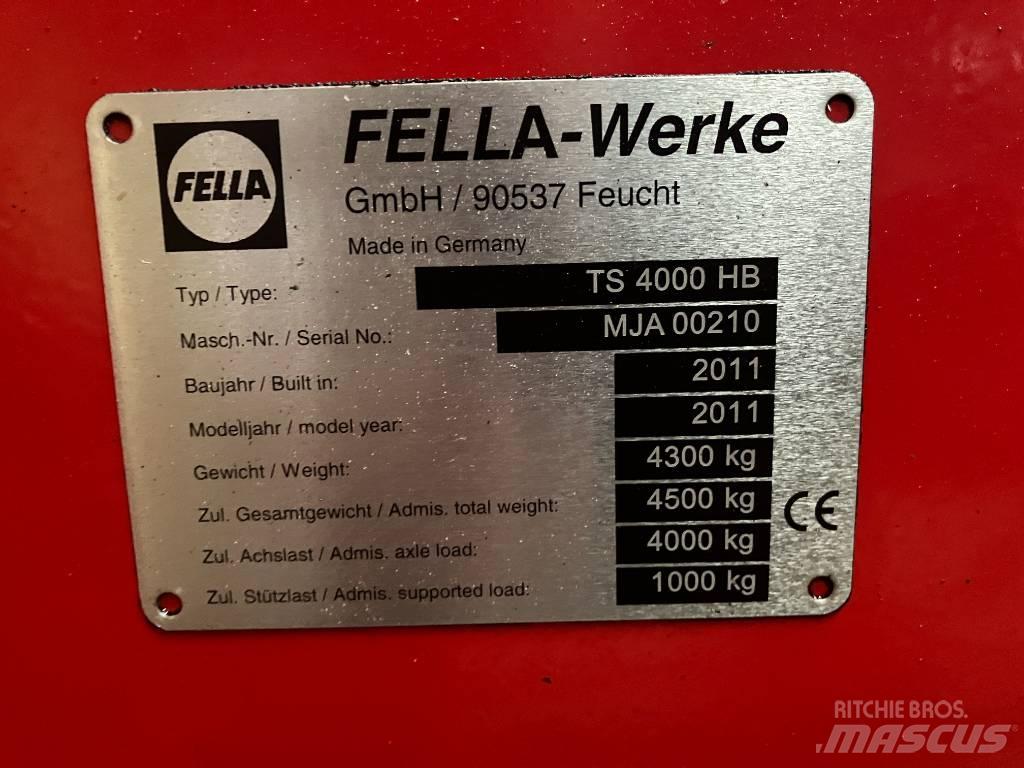 FELLA
FELLA-Werke
GmbH / 90537 Feucht
Made in Germany
Typ / Type: TS 4000 HB
Masch.-Nr. / Serial No.: MJA 00210
Baujahr / Built in: 2011
Modelljahr / model year: 2011
Gewicht / Weight: 4300 kg
Zul. Gesamtgewicht / Admis. total weight: 4500 kg
CE
Zul. Achslast / Admis. axle load: 4000 kg
Zul. Stützlast / Admis. supported load: 1000 kg
RITCHIE BROS.
MASCUS